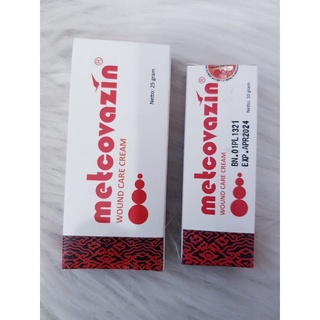 metcovazin®
WOUND CARE CREAM
Netto: 25 gram
metcovazin®
WOUND CARE CREAM
Netto: 10 gram
BN.01PL1321
EXP.APR2024